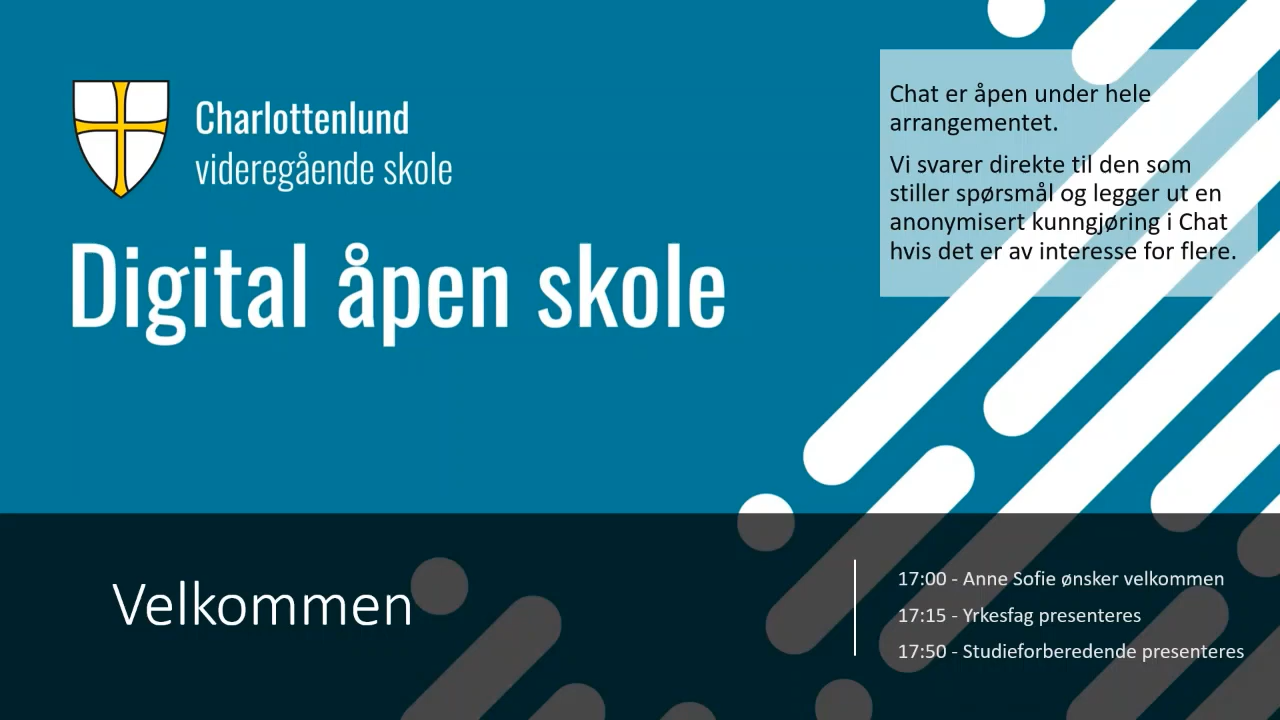 Charlottenlund
videregående skole
Digital åpen skole
Chat er åpen under hele
arrangementet.
Vi svarer direkte til den som
stiller spørsmål og legger ut en
anonymisert kunngjøring i Chat
hvis det er av interesse for flere.
Velkommen
17:00 - Anne Sofie ønsker velkommen
17:15 - Yrkesfag presenteres
17:50 - Studieforberedende presenteres